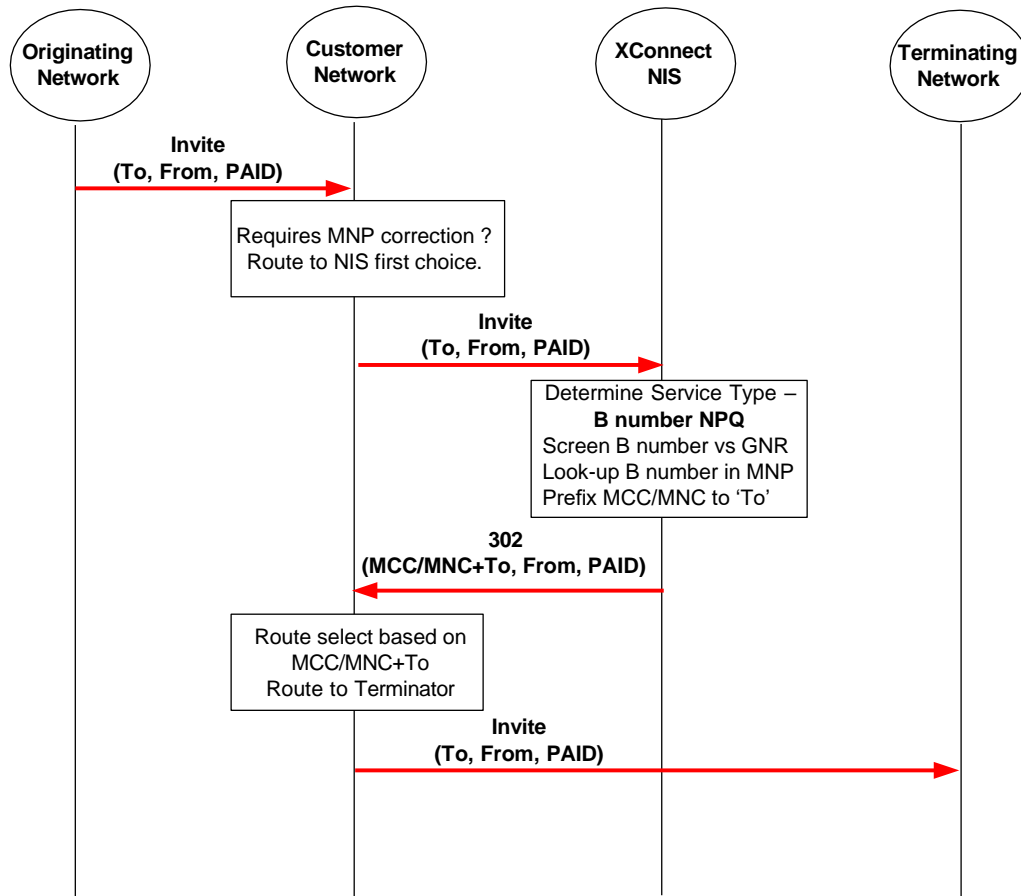 Originating
Network
Customer
Network
XConnect
NIS
Terminating
Network
Invite
(To, From, PAID)
Requires MNP correction ?
Route to NIS first choice.
Invite
(To, From, PAID)
Determine Service Type –
B number NPQ
Screen B number vs GNR
Look-up B number in MNP
Prefix MCC/MNC to ‘To’
302
(MCC/MNC+To, From, PAID)
Route select based on
MCC/MNC+To
Route to Terminator
Invite
(To, From, PAID)